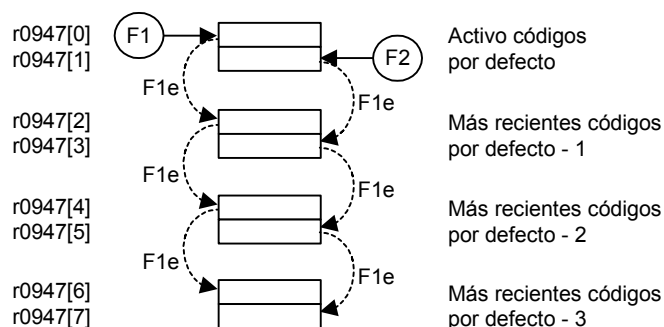 r0947[0] F1 Activo códigos
r0947[1] F2 por defecto
F1e F1e
r0947[2] Más recientes códigos
r0947[3] por defecto - 1
F1e F1e
r0947[4] Más recientes códigos
r0947[5] por defecto - 2
F1e F1e
r0947[6] Más recientes códigos
r0947[7] por defecto - 3